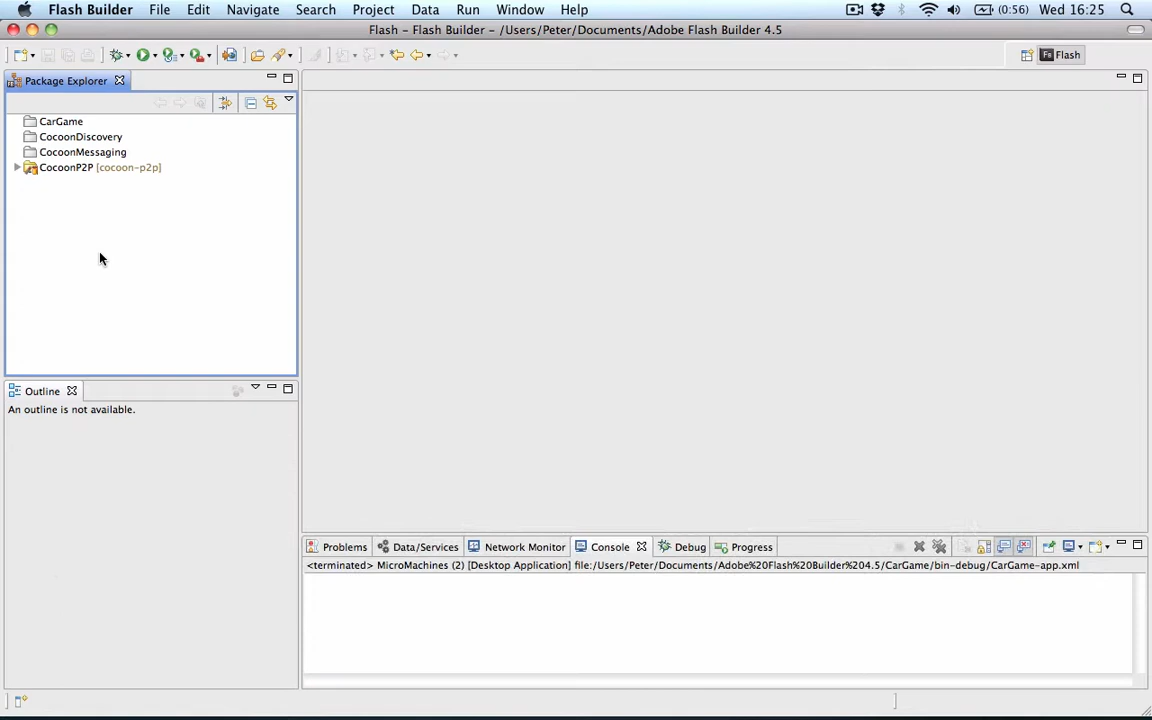 Flash Builder File Edit Navigate Search Project Data Run Window Help (0:56) Wed 16:25
Flash – Flash Builder – /Users/Peter/Documents/Adobe Flash Builder 4.5
Flash
Package Explorer
CarGame
CocoonDiscovery
CocoonMessaging
CocoonP2P [cocoon-p2p]
Outline
An outline is not available.
Problems Data/Services Network Monitor Console Debug Progress
<terminated> MicroMachines (2) [Desktop Application] file:/Users/Peter/Documents/Adobe%20Flash%20Builder%204.5/CarGame/bin-debug/CarGame-app.xml